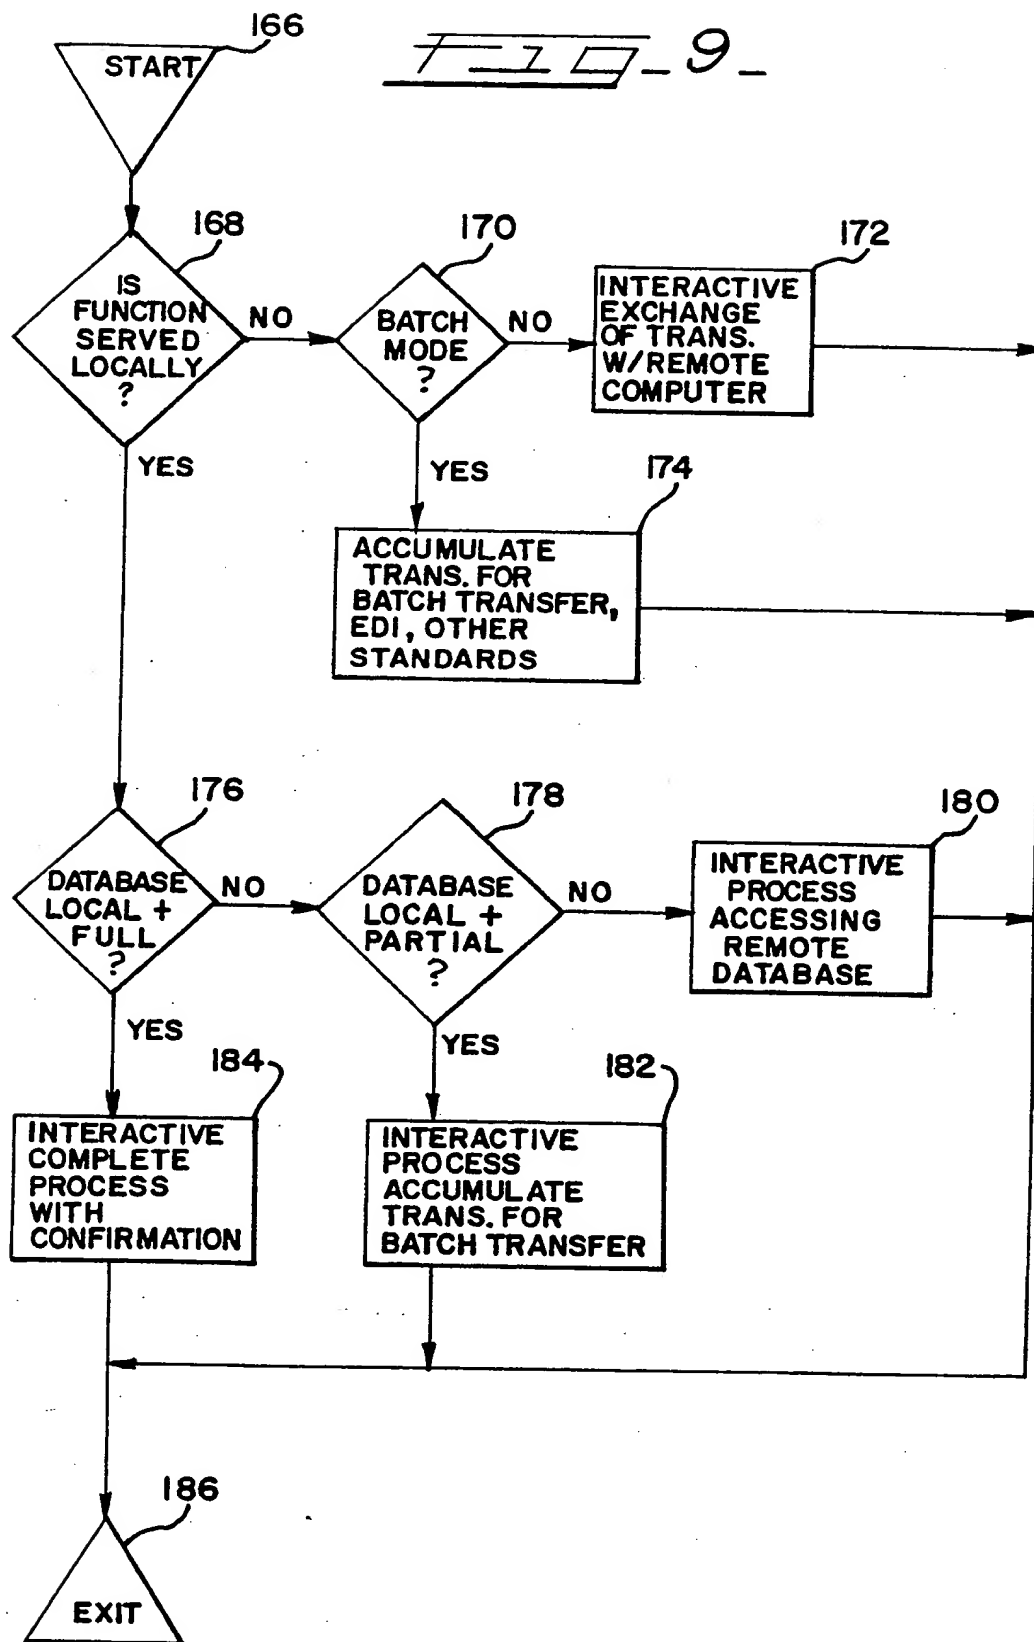 166
START
FIG_9_
168
IS
FUNCTION
SERVED
LOCALLY
?
NO
YES
170
BATCH
MODE
?
NO
YES
172
INTERACTIVE
EXCHANGE
OF TRANS.
W/REMOTE
COMPUTER
174
ACCUMULATE
TRANS. FOR
BATCH TRANSFER,
EDI, OTHER
STANDARDS
176
DATABASE
LOCAL +
FULL
?
NO
YES
178
DATABASE
LOCAL +
PARTIAL
?
NO
YES
180
INTERACTIVE
PROCESS
ACCESSING
REMOTE
DATABASE
184
INTERACTIVE
COMPLETE
PROCESS
WITH
CONFIRMATION
182
INTERACTIVE
PROCESS
ACCUMULATE
TRANS. FOR
BATCH TRANSFER
186
EXIT